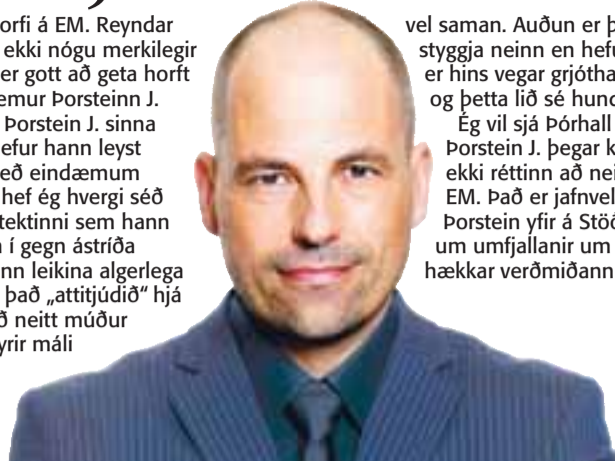 orfi á EM. Reyndar
ekki nógu merkilegir
er gott að geta horft
emur Þorsteinn J.
Þorstein J. sinna
efur hann leyst
eð eindæmum
hef ég hvergi séð
tektinni sem hann
í gegn ástríða
nn leikina algerlega
það „attitjúdið“ hjá
ð neitt múður
yrir máli
vel saman. Auðun er þ
styggja neinn en hefu
er hins vegar grjótha
og þetta lið sé hund
Ég vil sjá Þórhall
Þorstein J. þegar k
ekki réttinn að nei
EM. Það er jafnvel
Þorstein yfir á Stöð
um umfjallanir um
hækkar verðmiðann